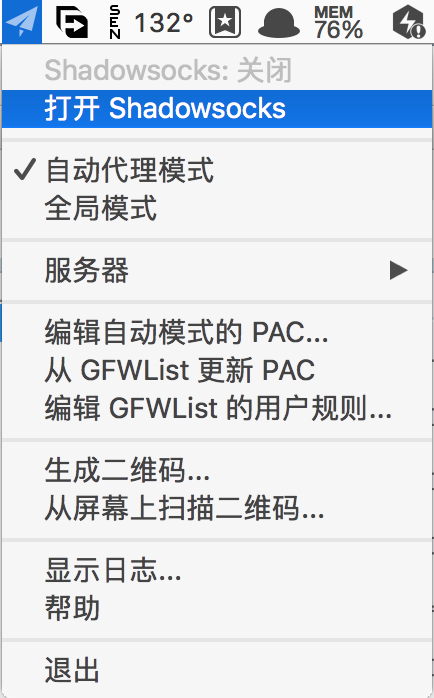 SEN 132° MEM 76%
Shadowsocks: 关闭
打开 Shadowsocks
自动代理模式
全局模式
服务器
编辑自动模式的 PAC...
从 GFWList 更新 PAC
编辑 GFWList 的用户规则...
生成二维码...
从屏幕上扫描二维码...
显示日志...
帮助
退出